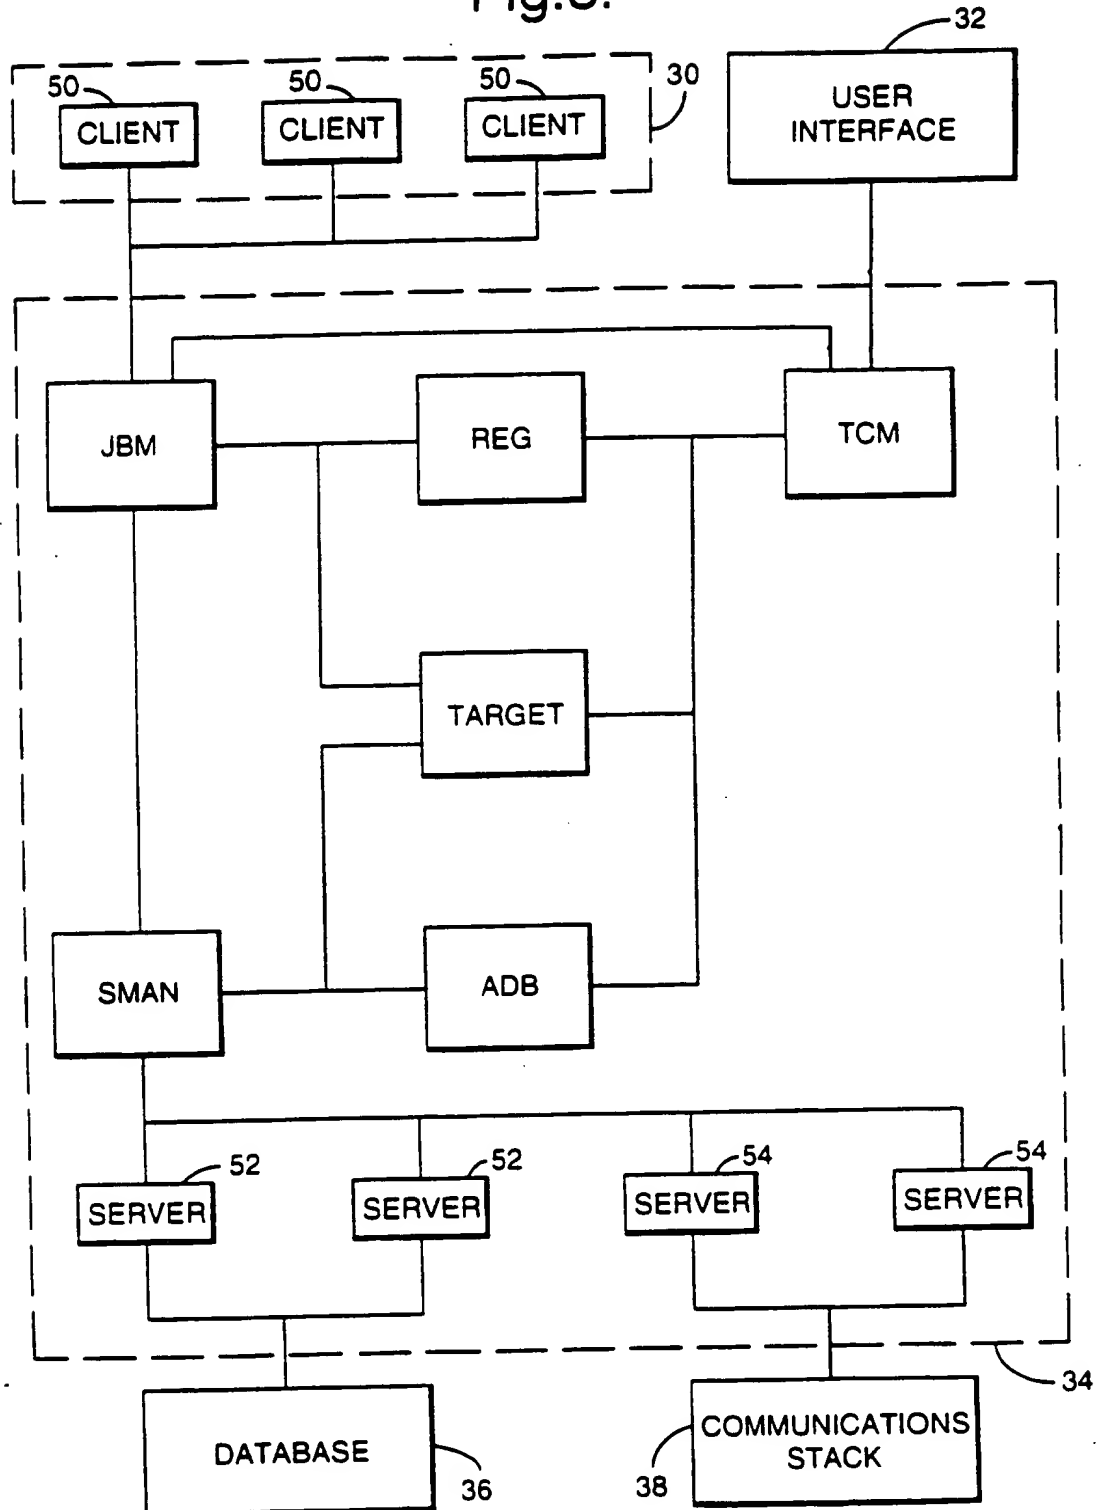 32
50
50
50
30
CLIENT
CLIENT
CLIENT
USER
INTERFACE
JBM
REG
TCM
TARGET
SMAN
ADB
52
52
54
54
SERVER
SERVER
SERVER
SERVER
34
DATABASE
36
COMMUNICATIONS
STACK
38